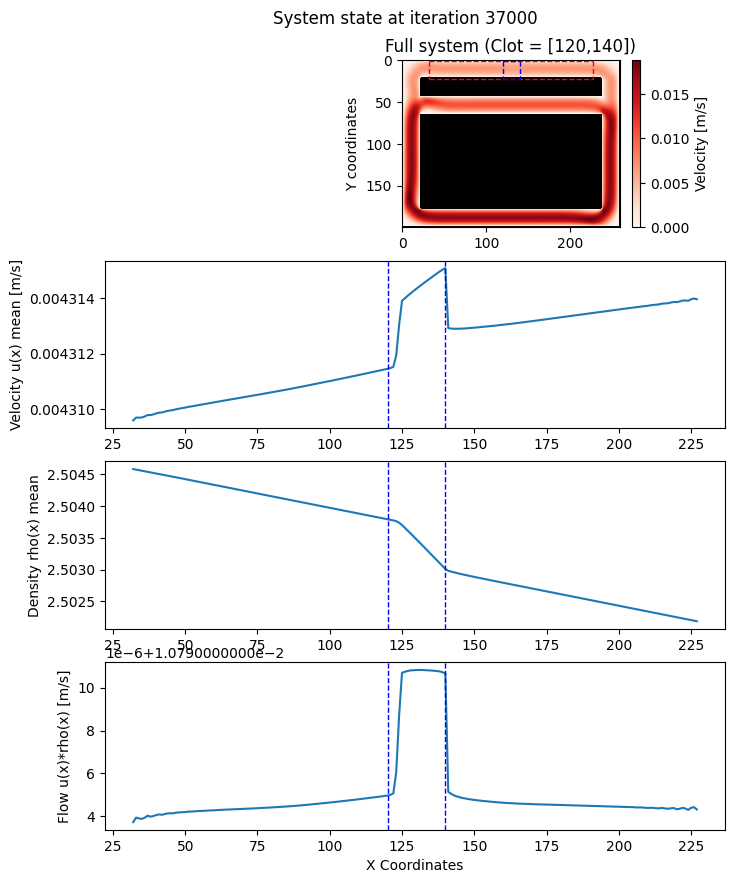 System state at iteration 37000
Full system (Clot = [120,140])
Y coordinates
0
50
100
150
0 100 200
0.015
0.010
0.005
0.000
Velocity [m/s]
Velocity u(x) mean [m/s]
0.004314
0.004312
0.004310
25 50 75 100 125 150 175 200 225
Density rho(x) mean
2.5045
2.5040
2.5035
2.5030
2.5025
25 50 75 100 125 150 175 200 225
1e−6+1.0790000000e−2
Flow u(x)*rho(x) [m/s]
10
8
6
4
25 50 75 100 125 150 175 200 225
X Coordinates